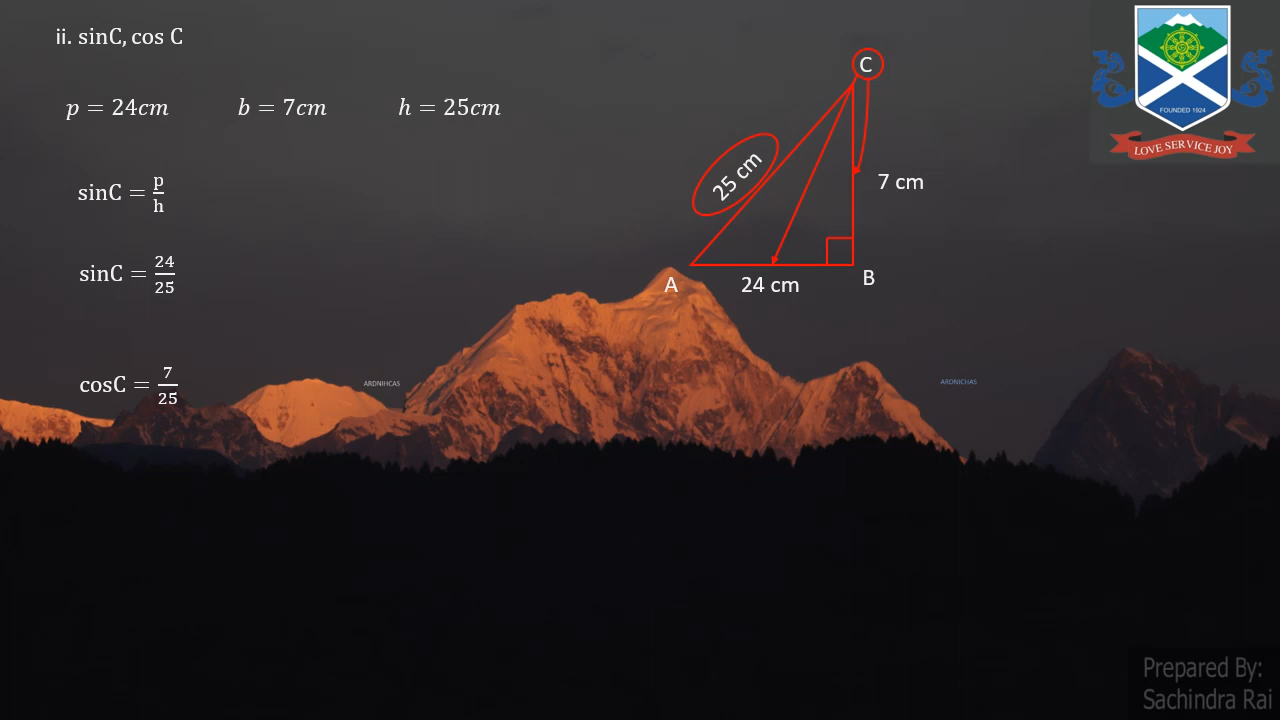 ii. sinC, cos C
p = 24cm b = 7cm h = 25cm
sinC = p/h
sinC = 24/25
cosC = 7/25
C
25 cm
7 cm
A
24 cm
B
FOUNDED 1924
LOVE SERVICE JOY
ARDNIHCAS
ARDNICHAS
Prepared By:
Sachindra Rai